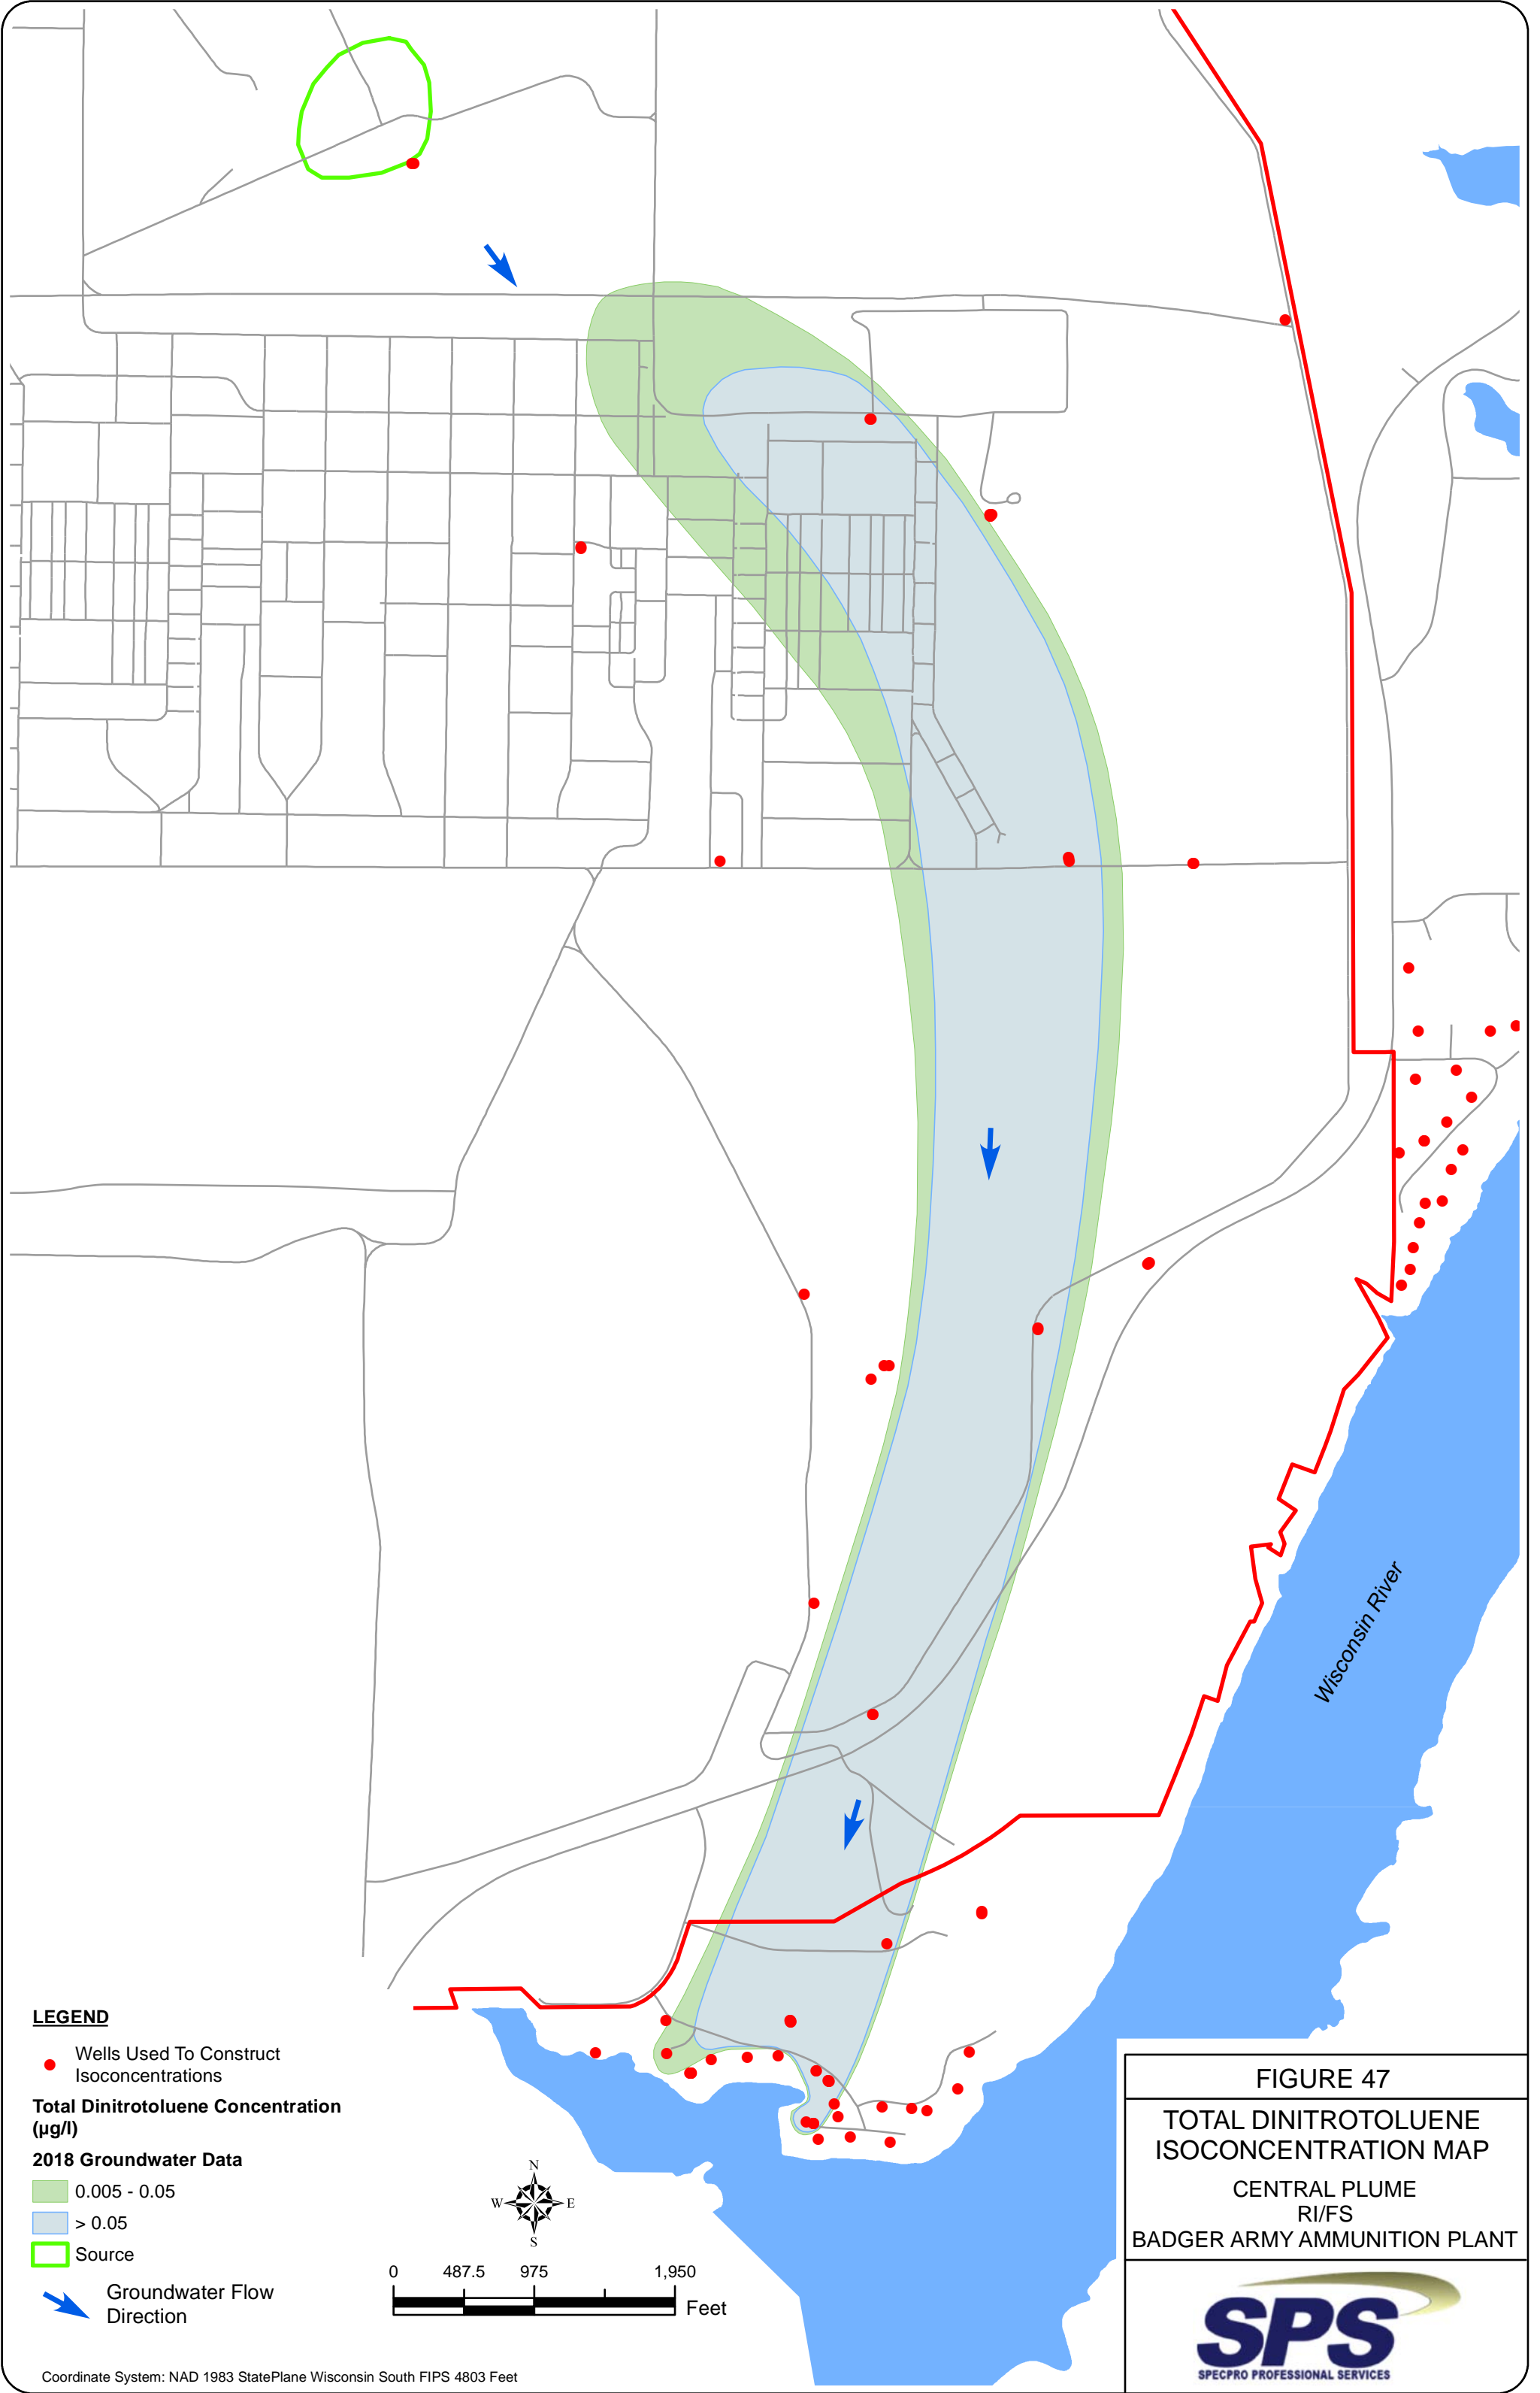 Wisconsin River
LEGEND
Wells Used To Construct
Isoconcentrations
Total Dinitrotoluene Concentration
(µg/l)
2018 Groundwater Data
0.005 - 0.05
> 0.05
Source
Groundwater Flow
Direction
N
W E
S
0 487.5 975 1,950
Feet
Coordinate System: NAD 1983 StatePlane Wisconsin South FIPS 4803 Feet
FIGURE 47
TOTAL DINITROTOLUENE
ISOCONCENTRATION MAP
CENTRAL PLUME
RI/FS
BADGER ARMY AMMUNITION PLANT
SPS
SPECPRO PROFESSIONAL SERVICES